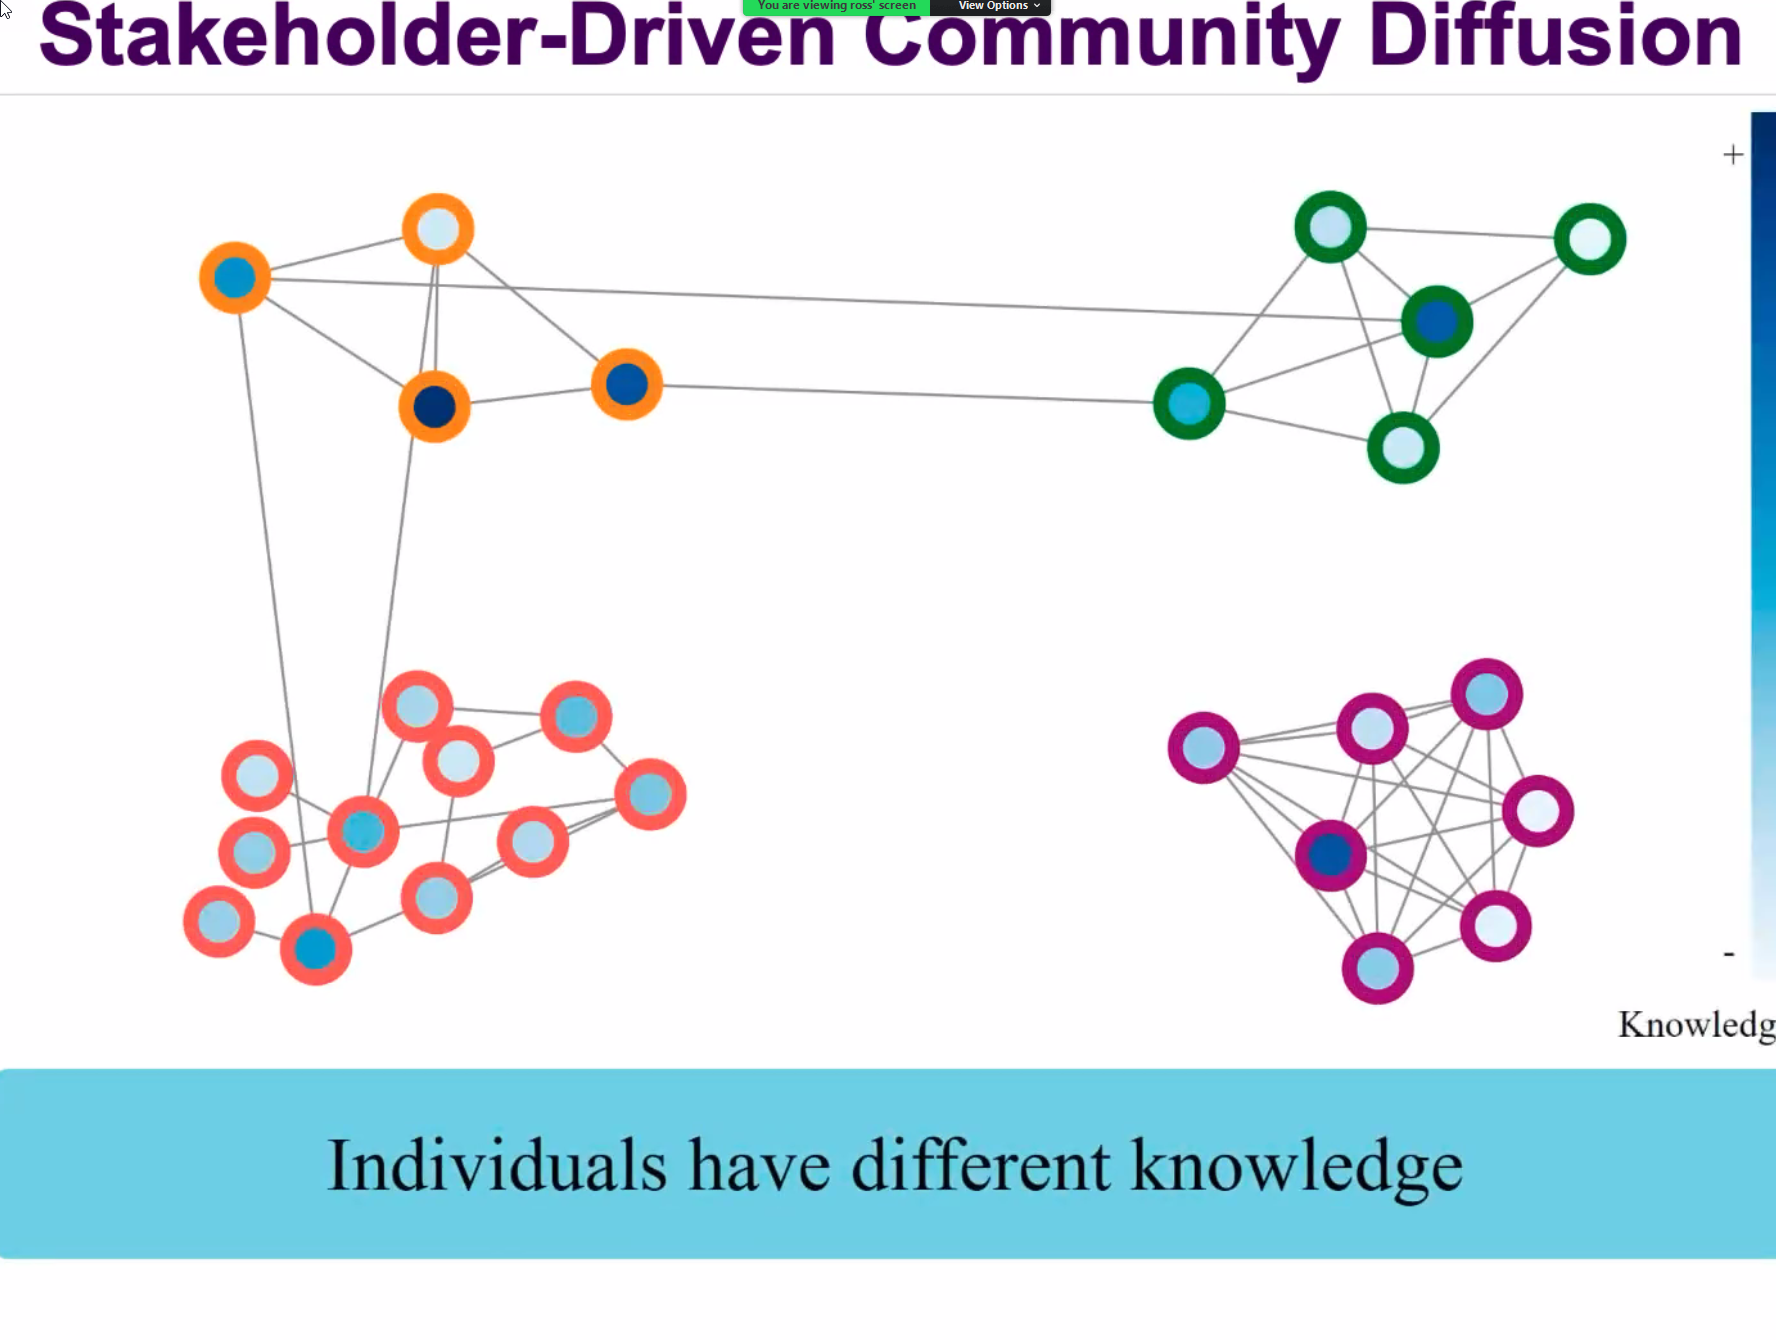 You are viewing ross' screen View Options
Stakeholder-Driven Community Diffusion
+
-
Knowledg
Individuals have different knowledge